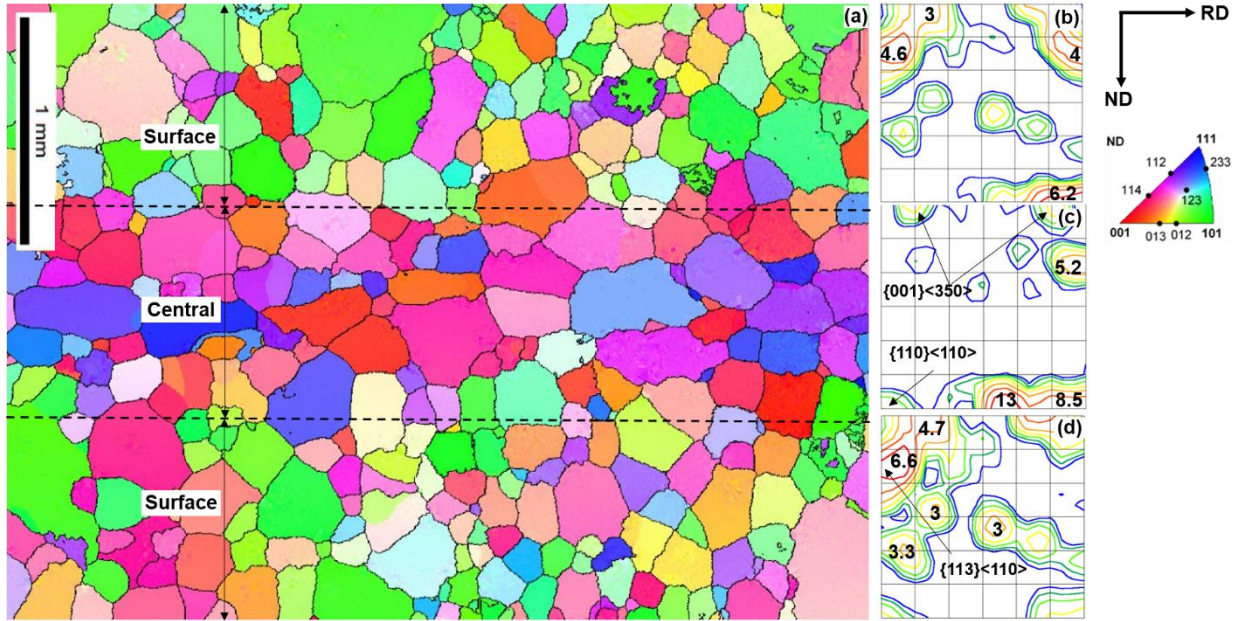 (a)
1 mm
Surface
Central
Surface
(b)
3
4.6
4
6.2
(c)
5.2
{001}<350>
{110}<110>
13
8.5
(d)
4.7
6.6
3
3
3.3
{113}<110>
RD
ND
ND
111
112
233
114
123
001
013
012
101